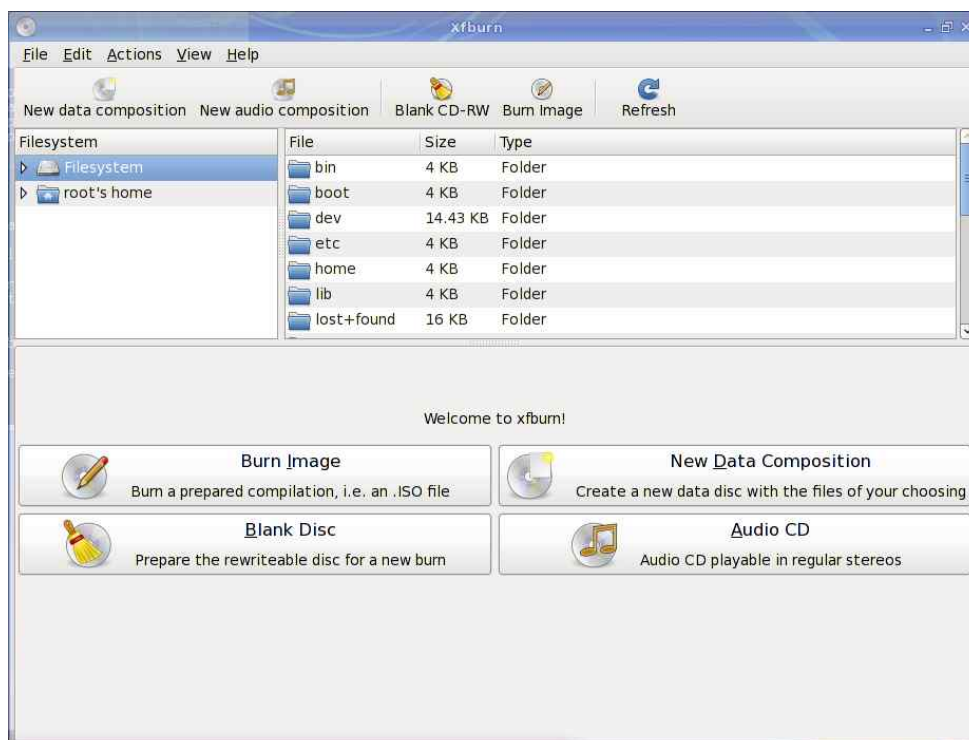 Xfburn
File Edit Actions View Help
New data composition New audio composition Blank CD-RW Burn Image Refresh
Filesystem
Filesystem
root's home
File Size Type
bin 4 KB Folder
boot 4 KB Folder
dev 14.43 KB Folder
etc 4 KB Folder
home 4 KB Folder
lib 4 KB Folder
lost+found 16 KB Folder
Welcome to xfburn!
Burn Image
Burn a prepared compilation, i.e. an .ISO file
New Data Composition
Create a new data disc with the files of your choosing
Blank Disc
Prepare the rewriteable disc for a new burn
Audio CD
Audio CD playable in regular stereos